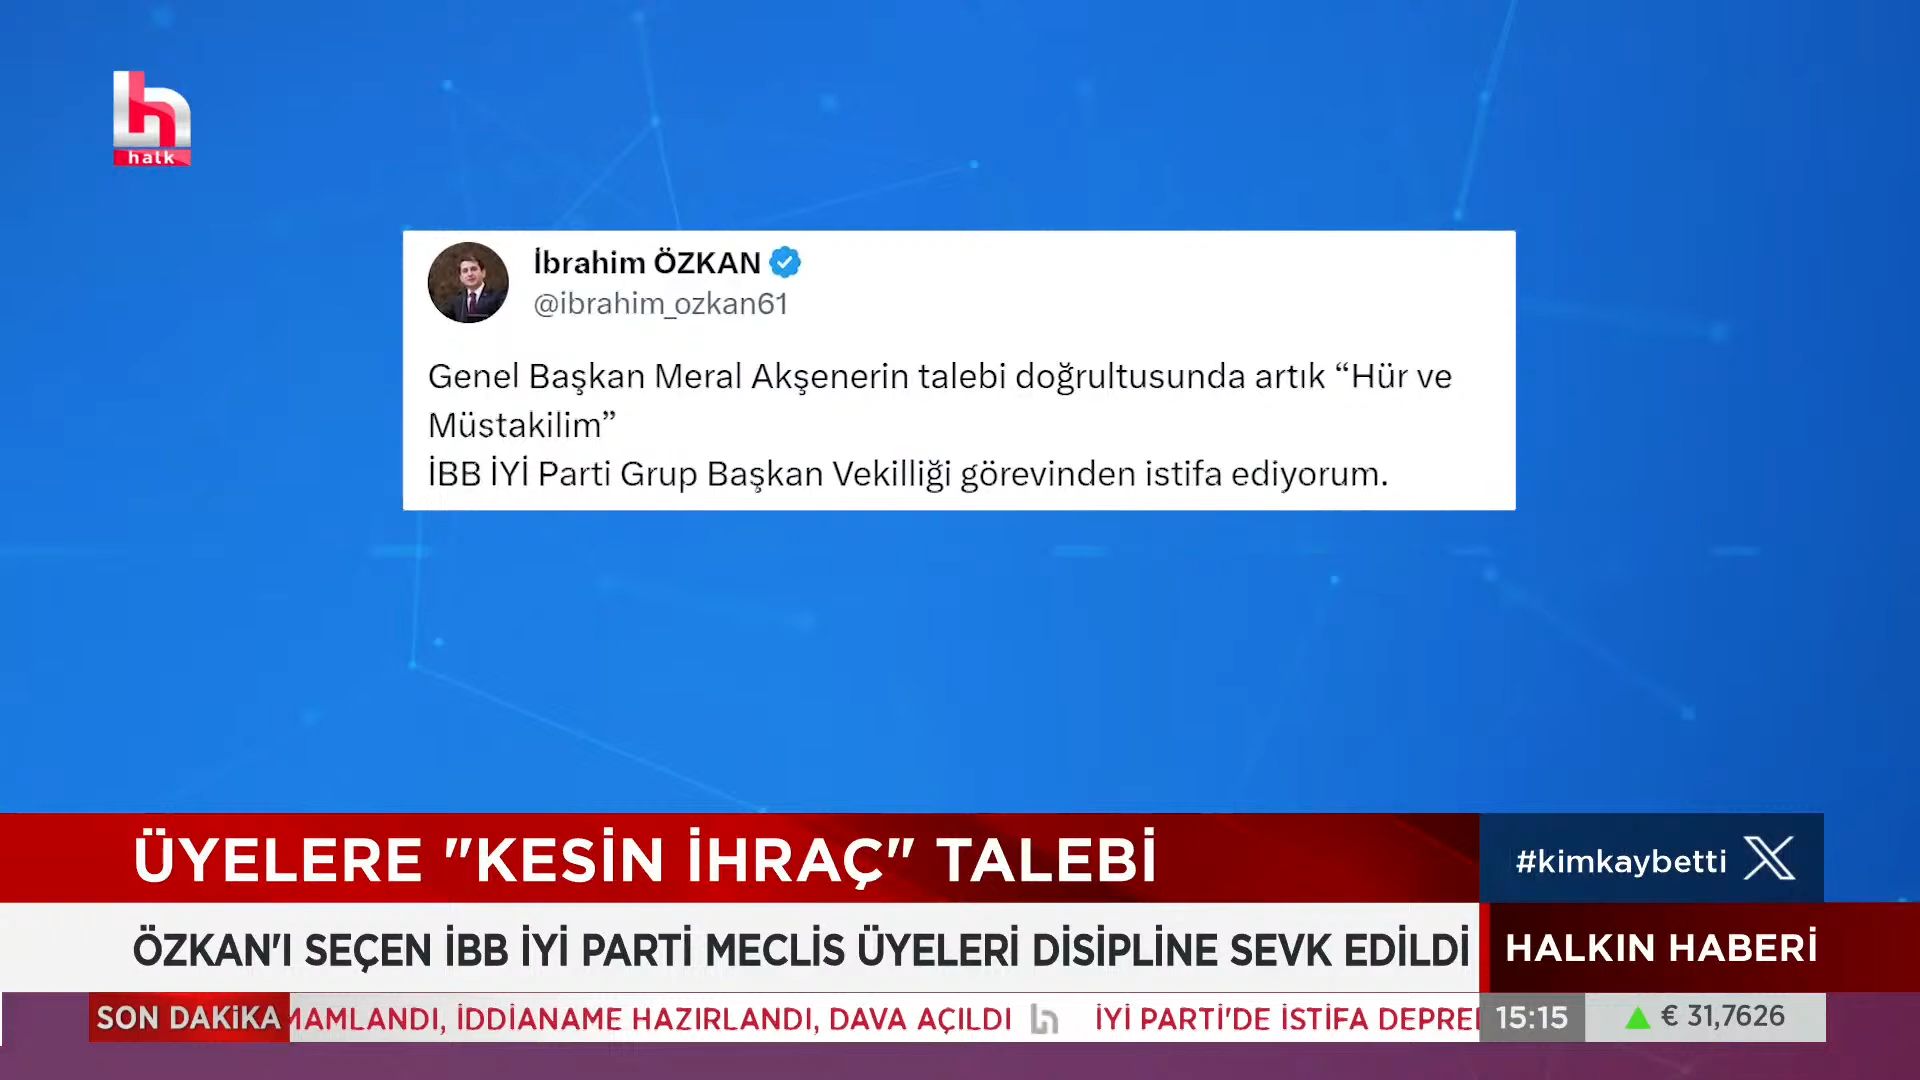 halk
İbrahim ÖZKAN
@ibrahim_ozkan61
Genel Başkan Meral Akşenerin talebi doğrultusunda artık “Hür ve
Müstakilim”
İBB İYİ Parti Grup Başkan Vekilliği görevinden istifa ediyorum.
ÜYELERE "KESİN İHRAÇ" TALEBİ
#kimkaybetti
ÖZKAN'I SEÇEN İBB İYİ PARTİ MECLİS ÜYELERİ DİSİPLİNE SEVK EDİLDİ
HALKIN HABERİ
SON DAKİKA
MAMLANDI, İDDİANAME HAZIRLANDI, DAVA AÇILDI h İYİ PARTİ'DE İSTİFA
15:15
€ 31,7626